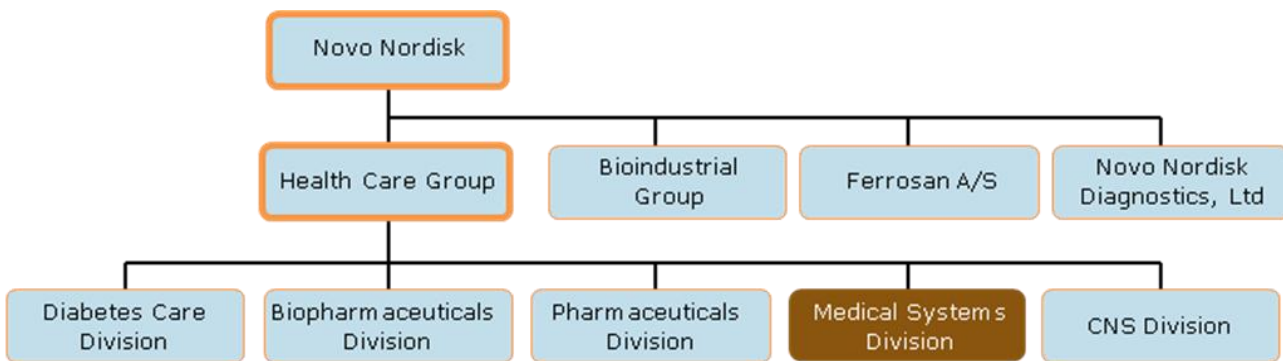 Novo Nordisk
Health Care Group
Bioindustrial
Group
Ferrosan A/S
Novo Nordisk
Diagnostics, Ltd
Diabetes Care
Division
Biopharmaceuticals
Division
Pharmaceuticals
Division
Medical Systems
Division
CNS Division